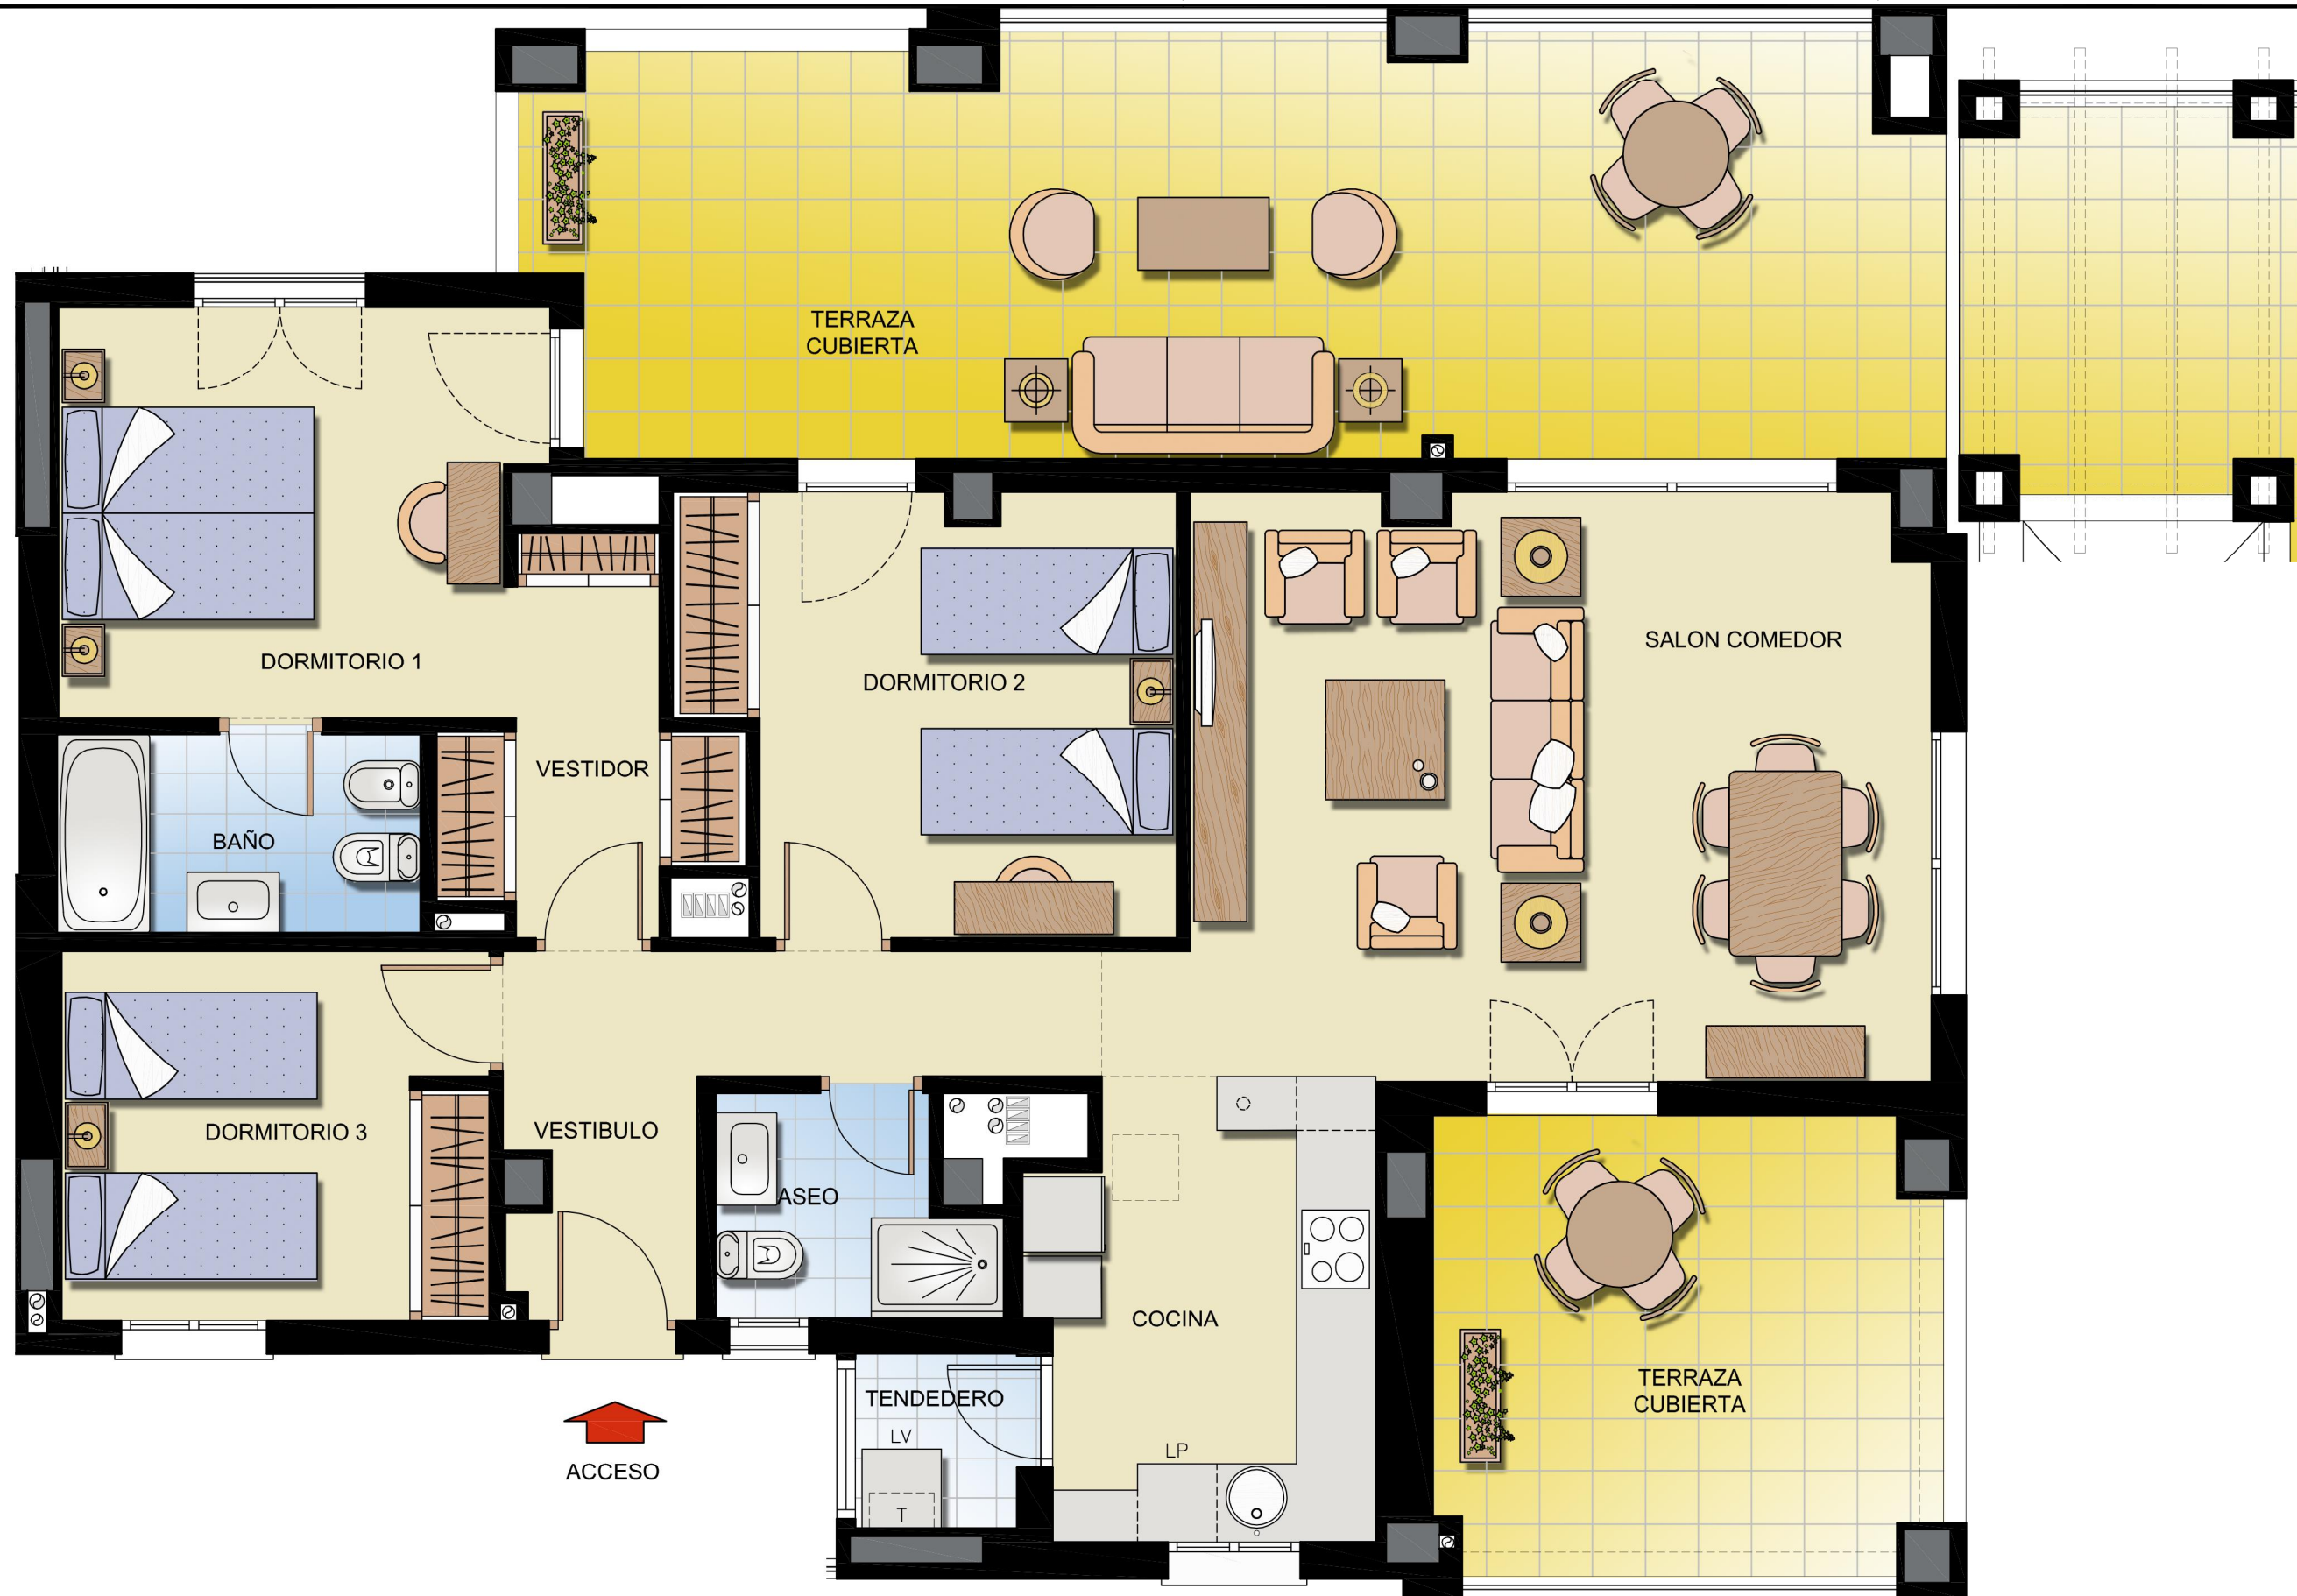 TERRAZA
CUBIERTA
DORMITORIO 1
DORMITORIO 2
SALON COMEDOR
VESTIDOR
BAÑO
DORMITORIO 3
VESTIBULO
ASEO
COCINA
TERRAZA
CUBIERTA
TENDEDERO
LV
LP
T
ACCESO